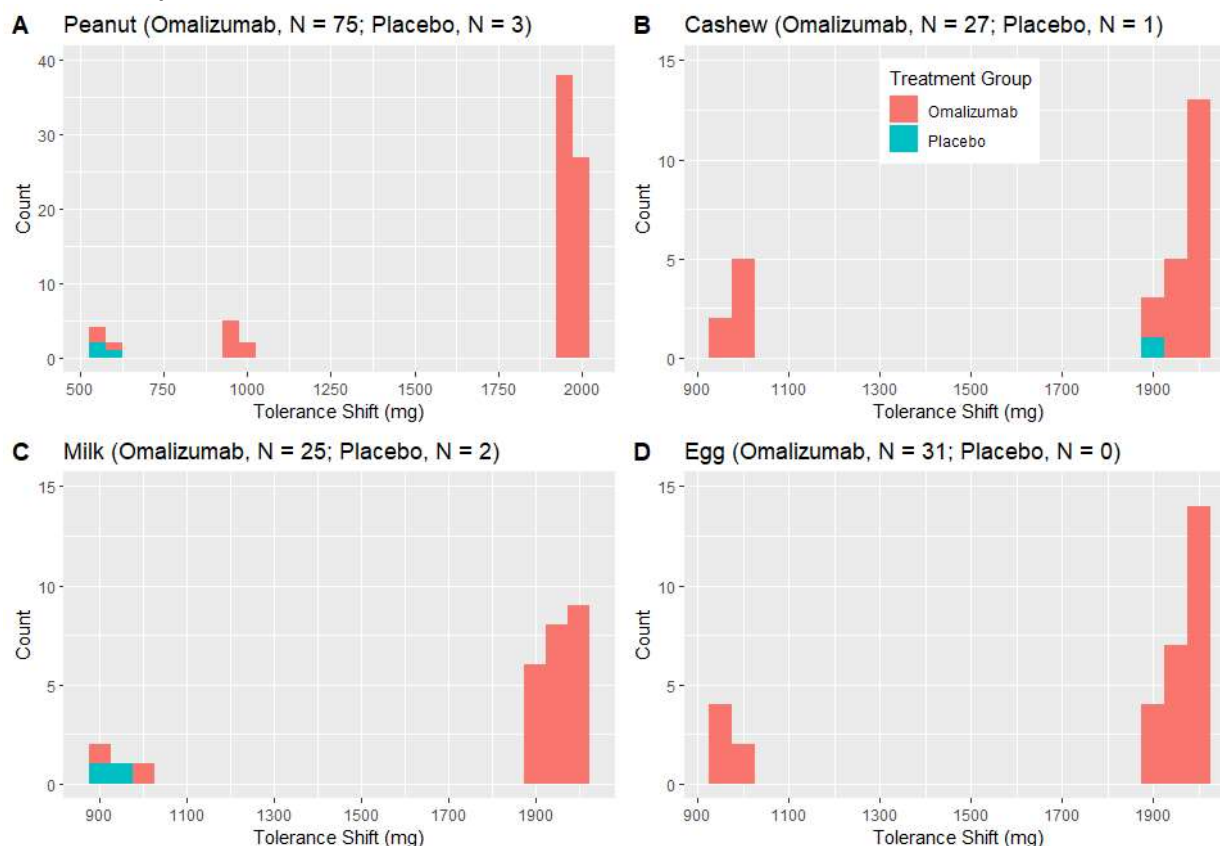 A Peanut (Omalizumab, N = 75; Placebo, N = 3)
40
30
20
10
0
Count
500 750 1000 1250 1500 1750 2000
Tolerance Shift (mg)
B Cashew (Omalizumab, N = 27; Placebo, N = 1)
15
10
5
0
Count
Treatment Group
Omalizumab
Placebo
900 1100 1300 1500 1700 1900
Tolerance Shift (mg)
C Milk (Omalizumab, N = 25; Placebo, N = 2)
15
10
5
0
Count
900 1100 1300 1500 1700 1900
Tolerance Shift (mg)
D Egg (Omalizumab, N = 31; Placebo, N = 0)
15
10
5
0
Count
900 1100 1300 1500 1700 1900
Tolerance Shift (mg)